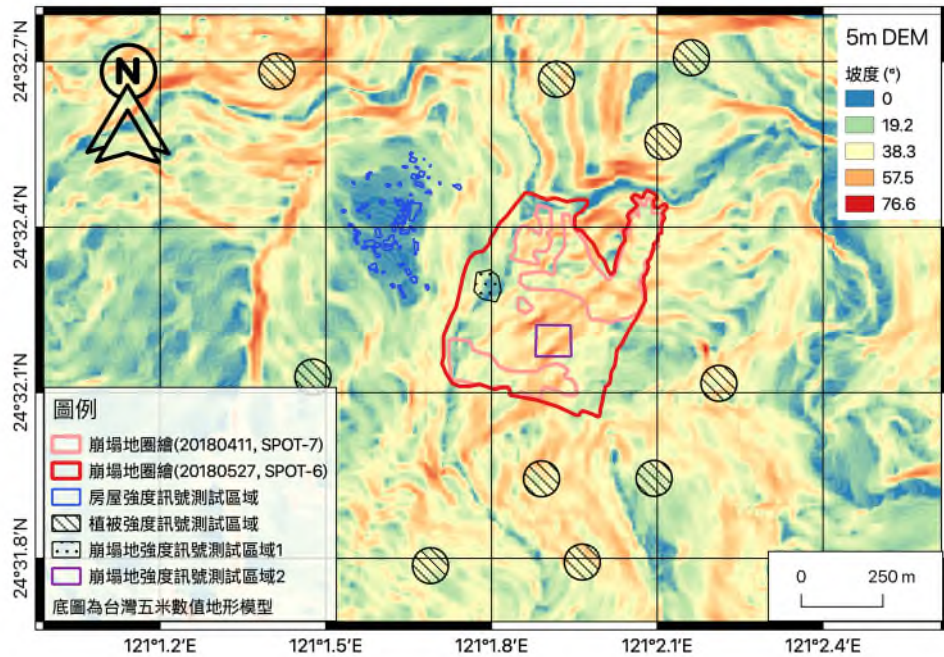 24°32.7'N
24°32.4'N
24°32.1'N
24°31.8'N
N
5m DEM
坡度 (°)
0
19.2
38.3
57.5
76.6
圖例
崩塌地圈繪(20180411, SPOT-7)
崩塌地圈繪(20180527, SPOT-6)
房屋強度訊號測試區域
植被強度訊號測試區域
崩塌地強度訊號測試區域1
崩塌地強度訊號測試區域2
底圖為台灣五米數值地形模型
0 250 m
121°1.2'E 121°1.5'E 121°1.8'E 121°2.1'E 121°2.4'E